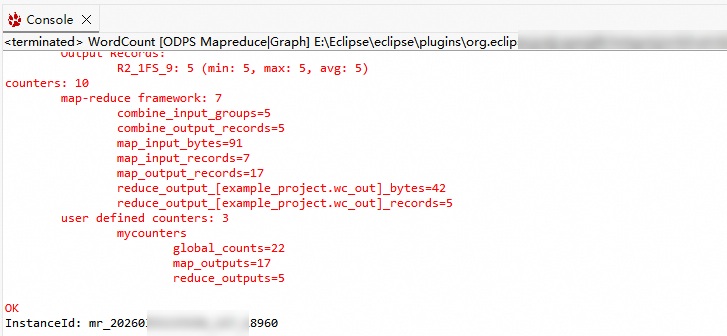 Console
<terminated> WordCount [ODPS Mapreduce|Graph] E:\Eclipse\eclipse\plugins\org.eclip
Output Records:
R2_1FS_9: 5 (min: 5, max: 5, avg: 5)
counters: 10
map-reduce framework: 7
combine_input_groups=5
combine_output_records=5
map_input_bytes=91
map_input_records=7
map_output_records=17
reduce_output_[example_project.wc_out]_bytes=42
reduce_output_[example_project.wc_out]_records=5
user defined counters: 3
mycounters
global_counts=22
map_outputs=17
reduce_outputs=5
OK
InstanceId: mr_20260 8960